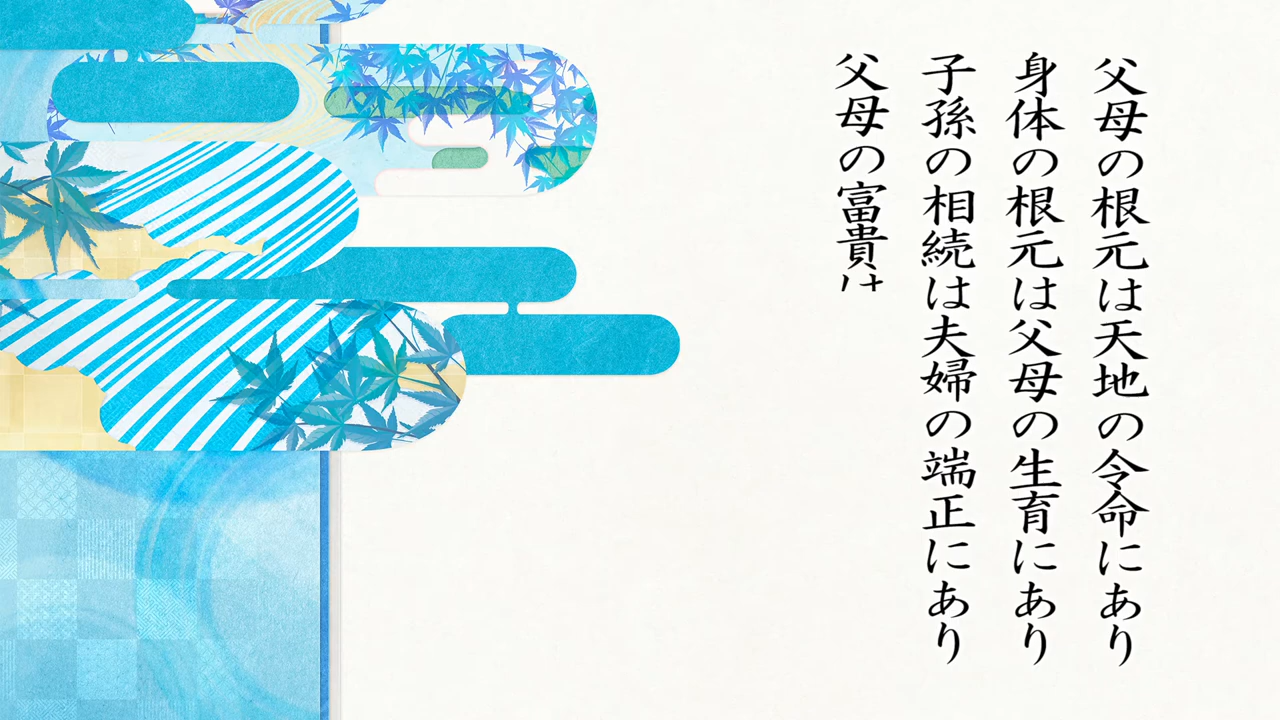 父母の根元は天地の令命にあり
身体の根元は父母の生育にあり
子孫の相続は夫婦の端正にあり
父母の富貴は